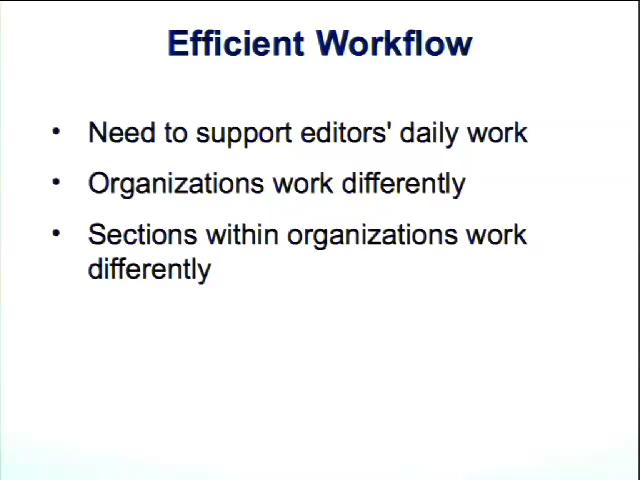 Efficient Workflow
• Need to support editors' daily work
• Organizations work differently
• Sections within organizations work
differently